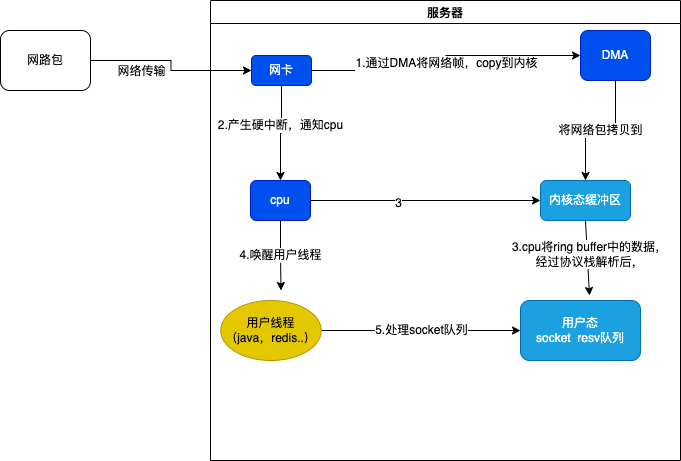 服务器
网路包
网络传输
网卡
1.通过DMA将网络帧，copy到内核
DMA
2.产生硬中断，通知cpu
将网络包拷贝到
cpu
3
内核态缓冲区
4.唤醒用户线程
3.cpu将ring buffer中的数据，
经过协议栈解析后，
用户线程
（java，redis..）
5.处理socket队列
用户态
socket resv队列